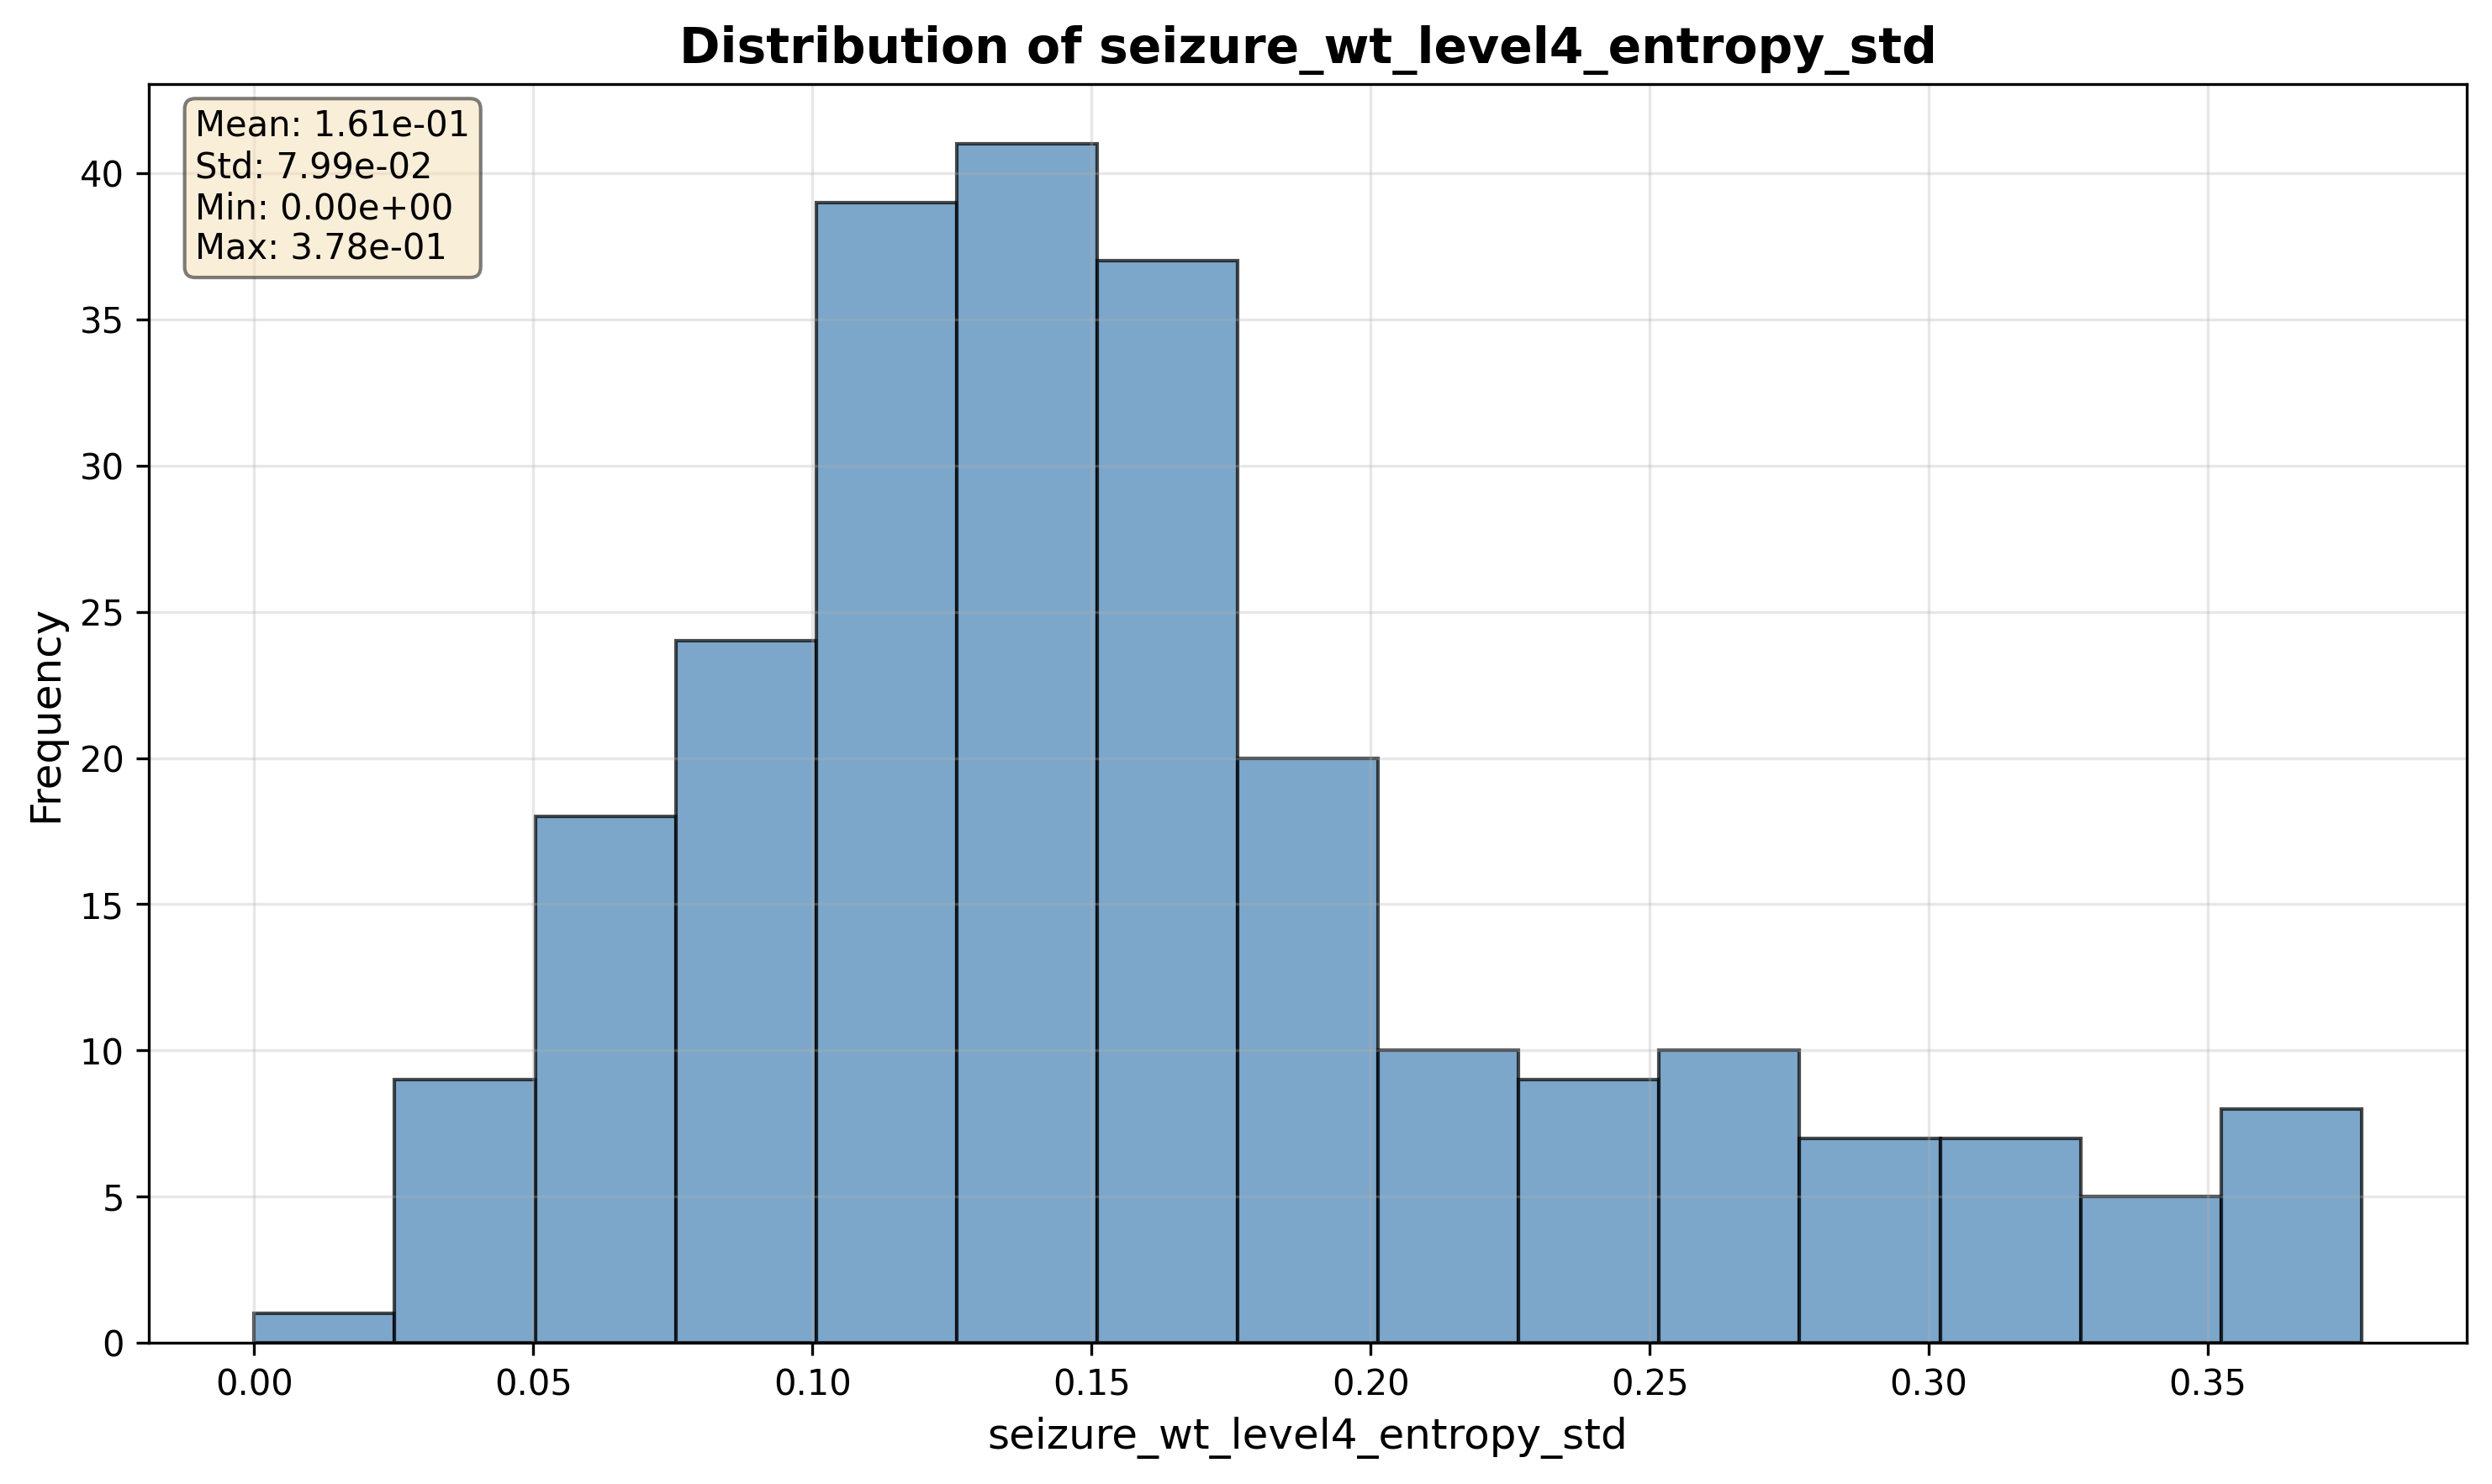 Distribution of seizure_wt_level4_entropy_std
Mean: 1.61e-01
Std: 7.99e-02
Min: 0.00e+00
Max: 3.78e-01
Frequency
40
35
30
25
20
15
10
5
0
0.00 0.05 0.10 0.15 0.20 0.25 0.30 0.35
seizure_wt_level4_entropy_std